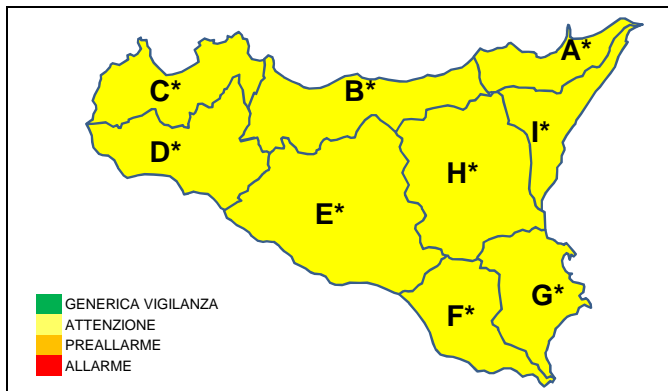 A*
C*
B*
I*
D*
H*
E*
G*
F*
GENERICA VIGILANZA
ATTENZIONE
PREALLARME
ALLARME